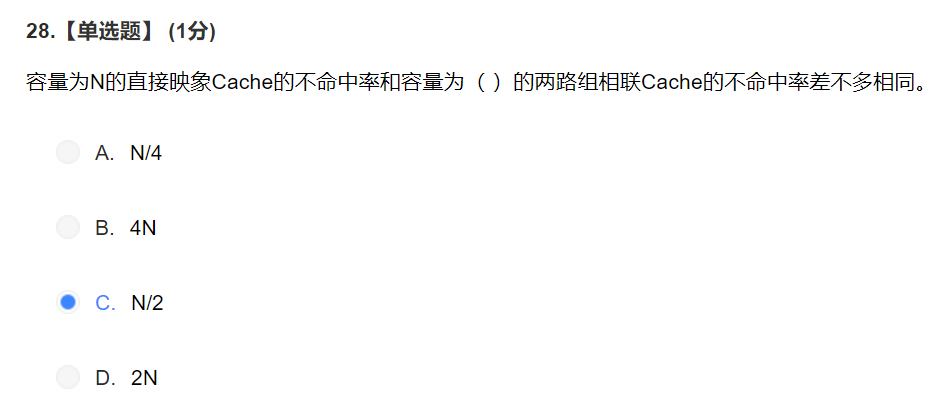 28.【单选题】 (1分)
容量为N的直接映象Cache的不命中率和容量为（ ）的两路组相联Cache的不命中率差不多相同。
A. N/4
B. 4N
C. N/2
D. 2N